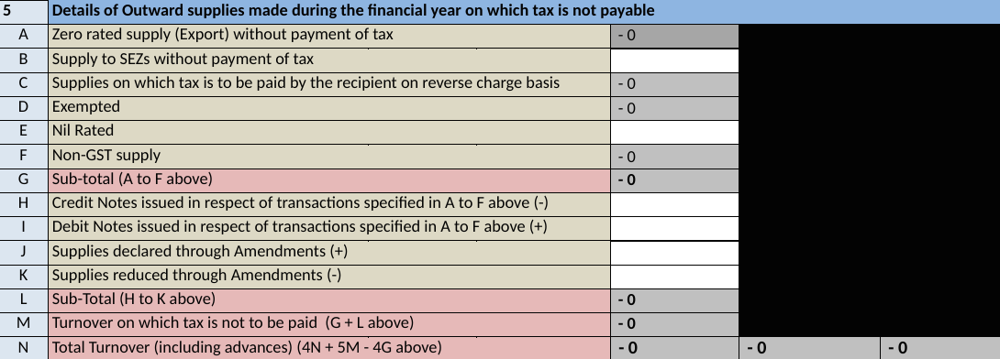 5 Details of Outward supplies made during the financial year on which tax is not payable
A Zero rated supply (Export) without payment of tax - 0
B Supply to SEZs without payment of tax
C Supplies on which tax is to be paid by the recipient on reverse charge basis - 0
D Exempted - 0
E Nil Rated
F Non-GST supply - 0
G Sub-total (A to F above) - 0
H Credit Notes issued in respect of transactions specified in A to F above (-)
I Debit Notes issued in respect of transactions specified in A to F above (+)
J Supplies declared through Amendments (+)
K Supplies reduced through Amendments (-)
L Sub-Total (H to K above) - 0
M Turnover on which tax is not to be paid (G + L above) - 0
N Total Turnover (including advances) (4N + 5M - 4G above) - 0 - 0 - 0